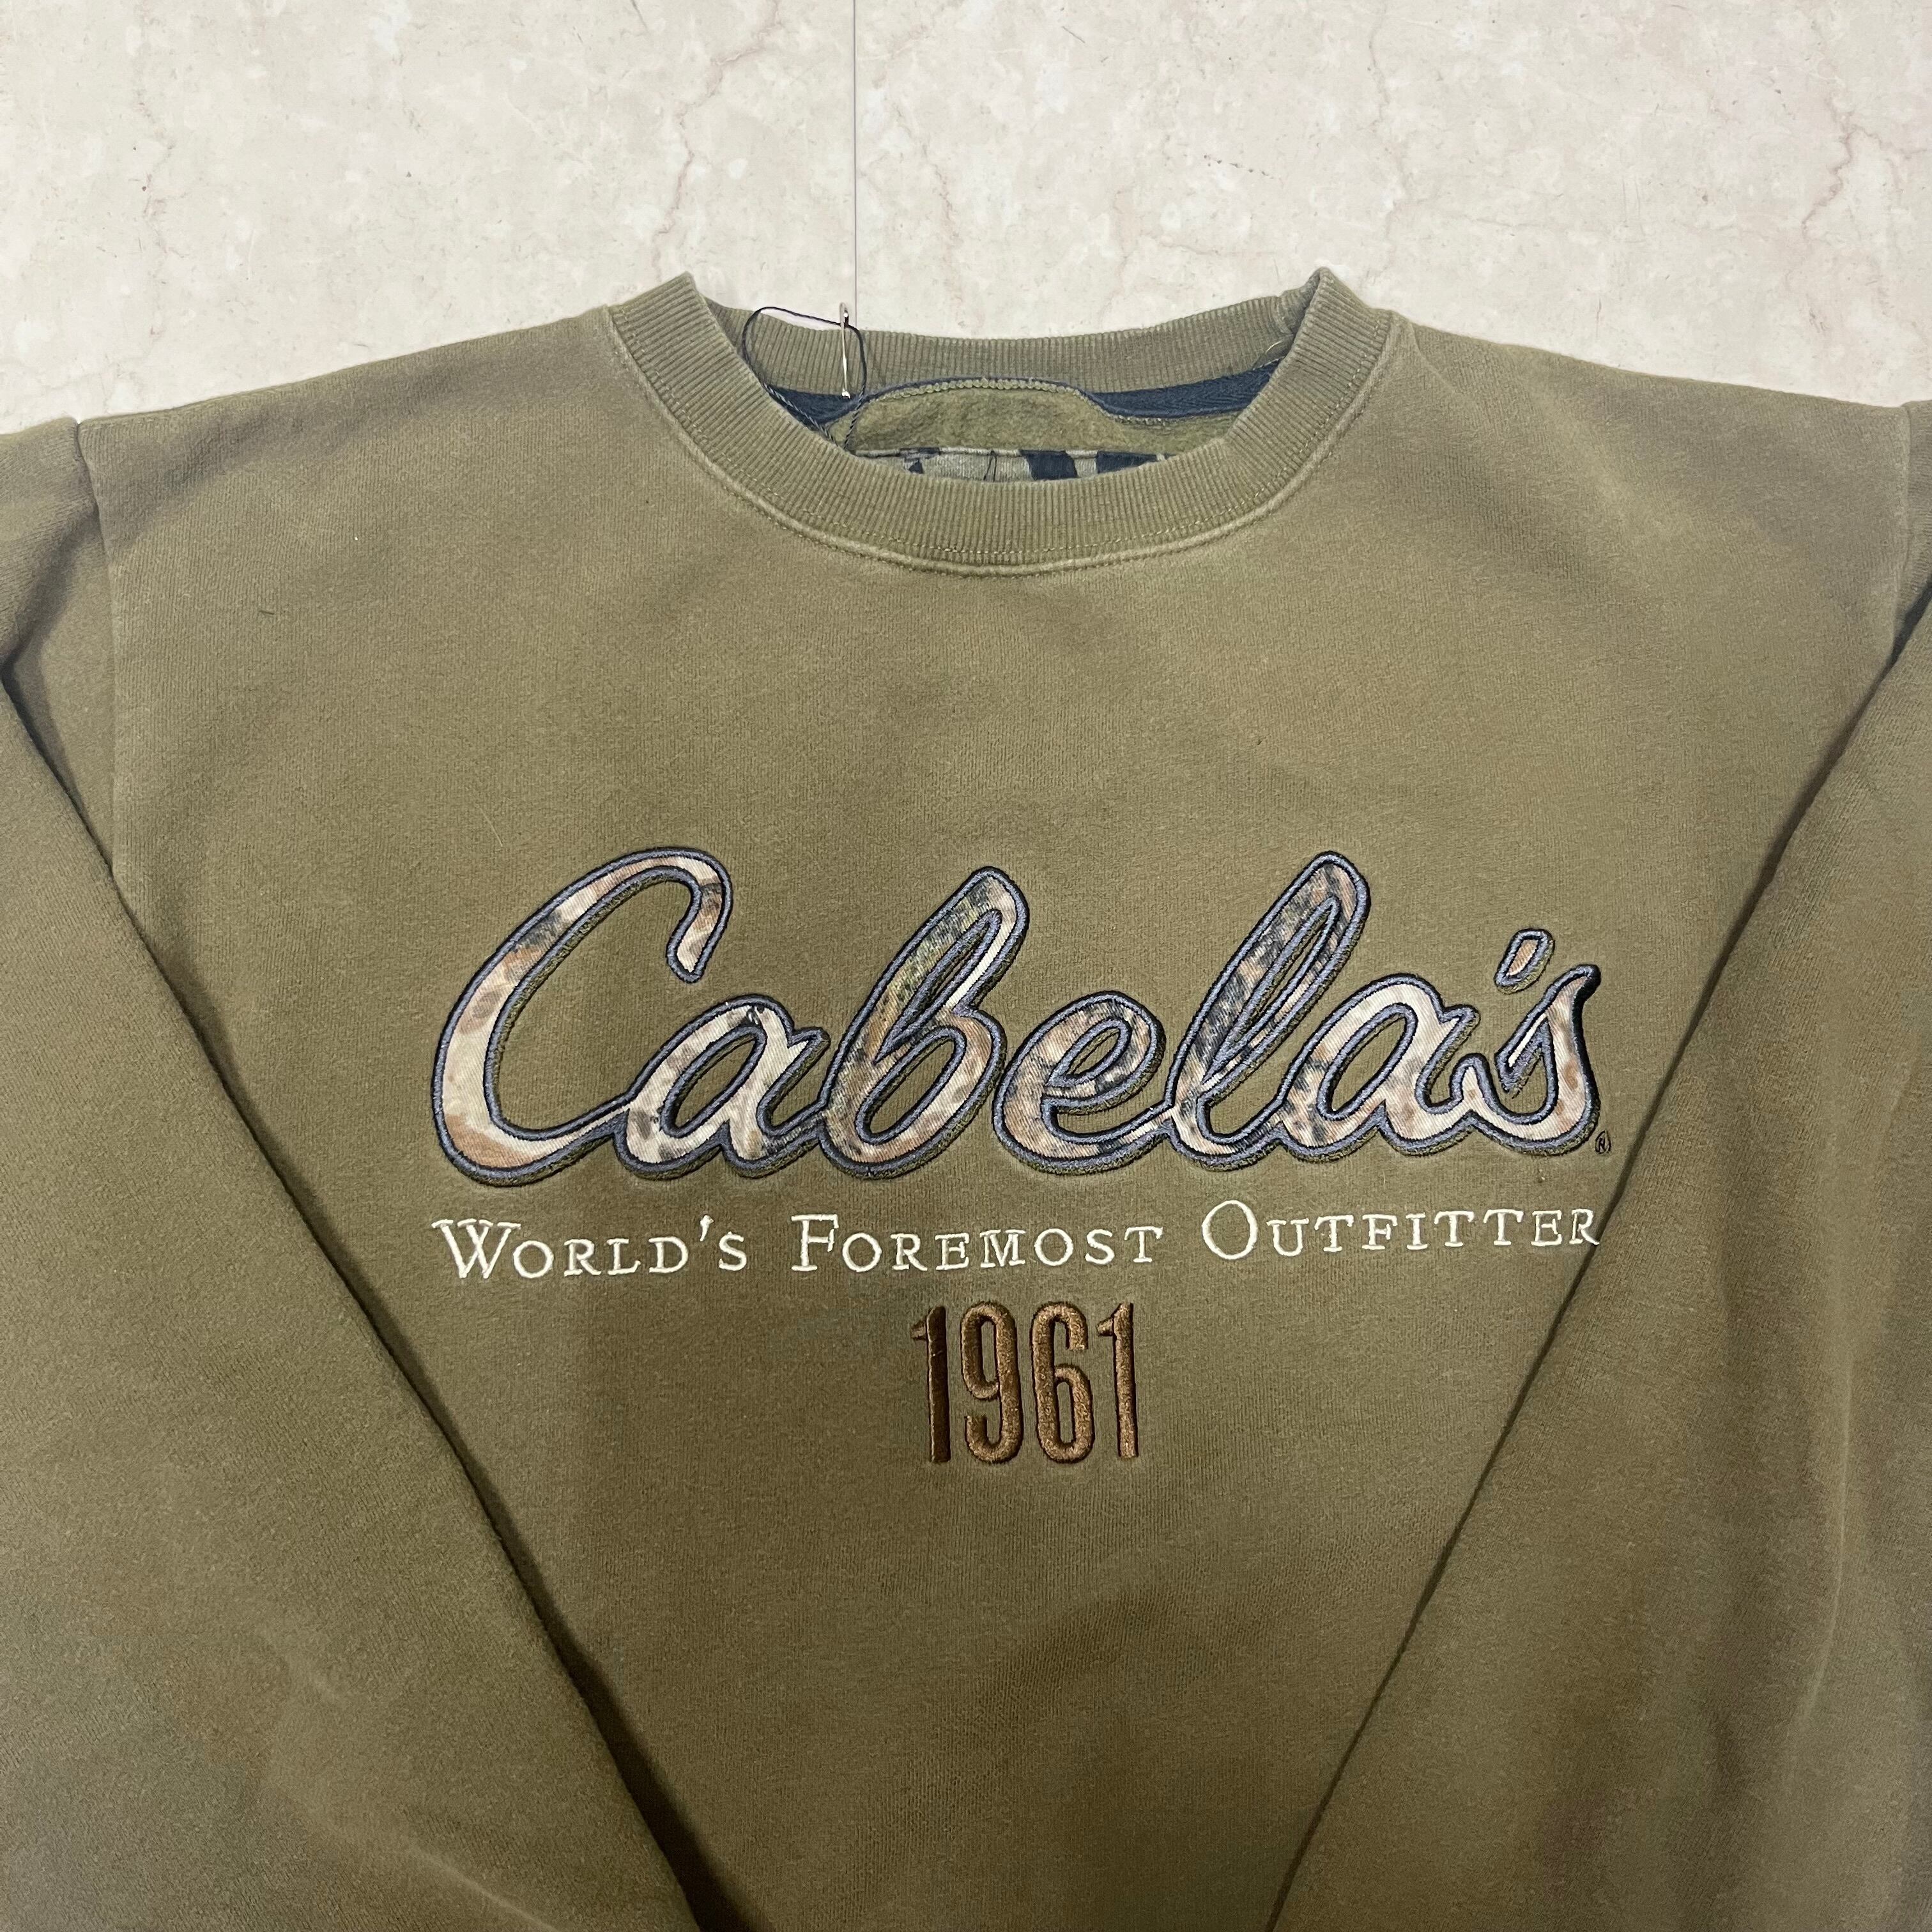 Cabela's®
WORLD'S FOREMOST OUTFITTER
1961